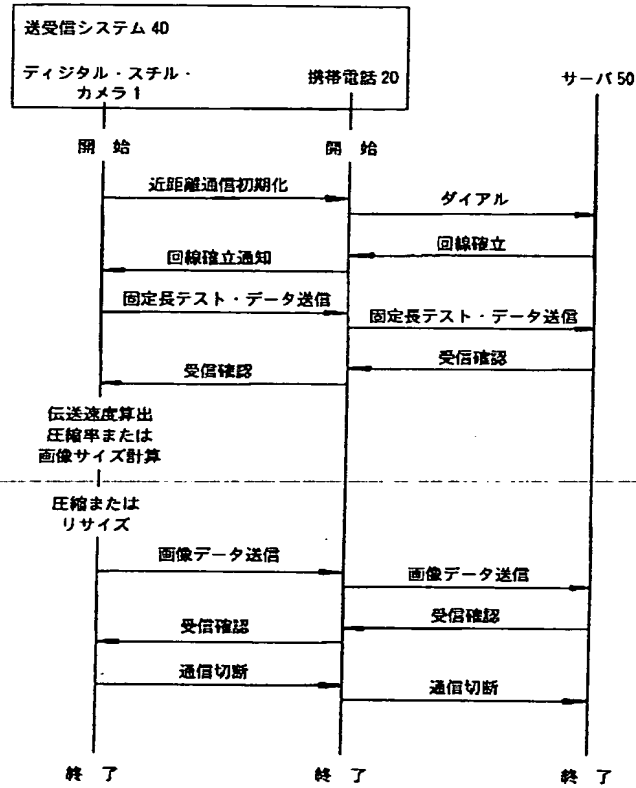 送受信システム 40
ディジタル・スチル・
カメラ 1
携帯電話 20
サーバ 50
開 始
開 始
近距離通信初期化
ダイアル
回線確立
回線確立通知
固定長テスト・データ送信
固定長テスト・データ送信
受信確認
受信確認
伝送速度算出
圧縮率または
画像サイズ計算
圧縮または
リサイズ
画像データ送信
画像データ送信
受信確認
受信確認
通信切断
通信切断
終 了
終 了
終 了